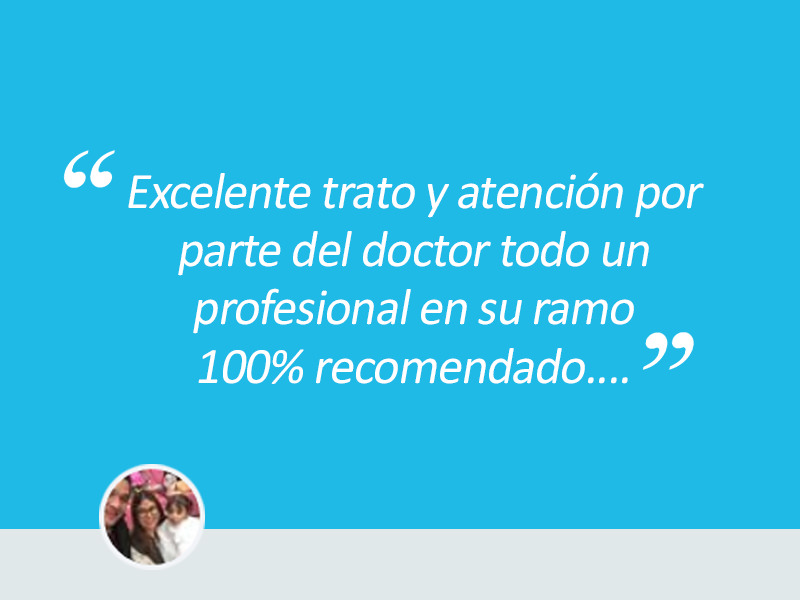 “ Excelente trato y atención por
parte del doctor todo un
profesional en su ramo
100% recomendado.... ”